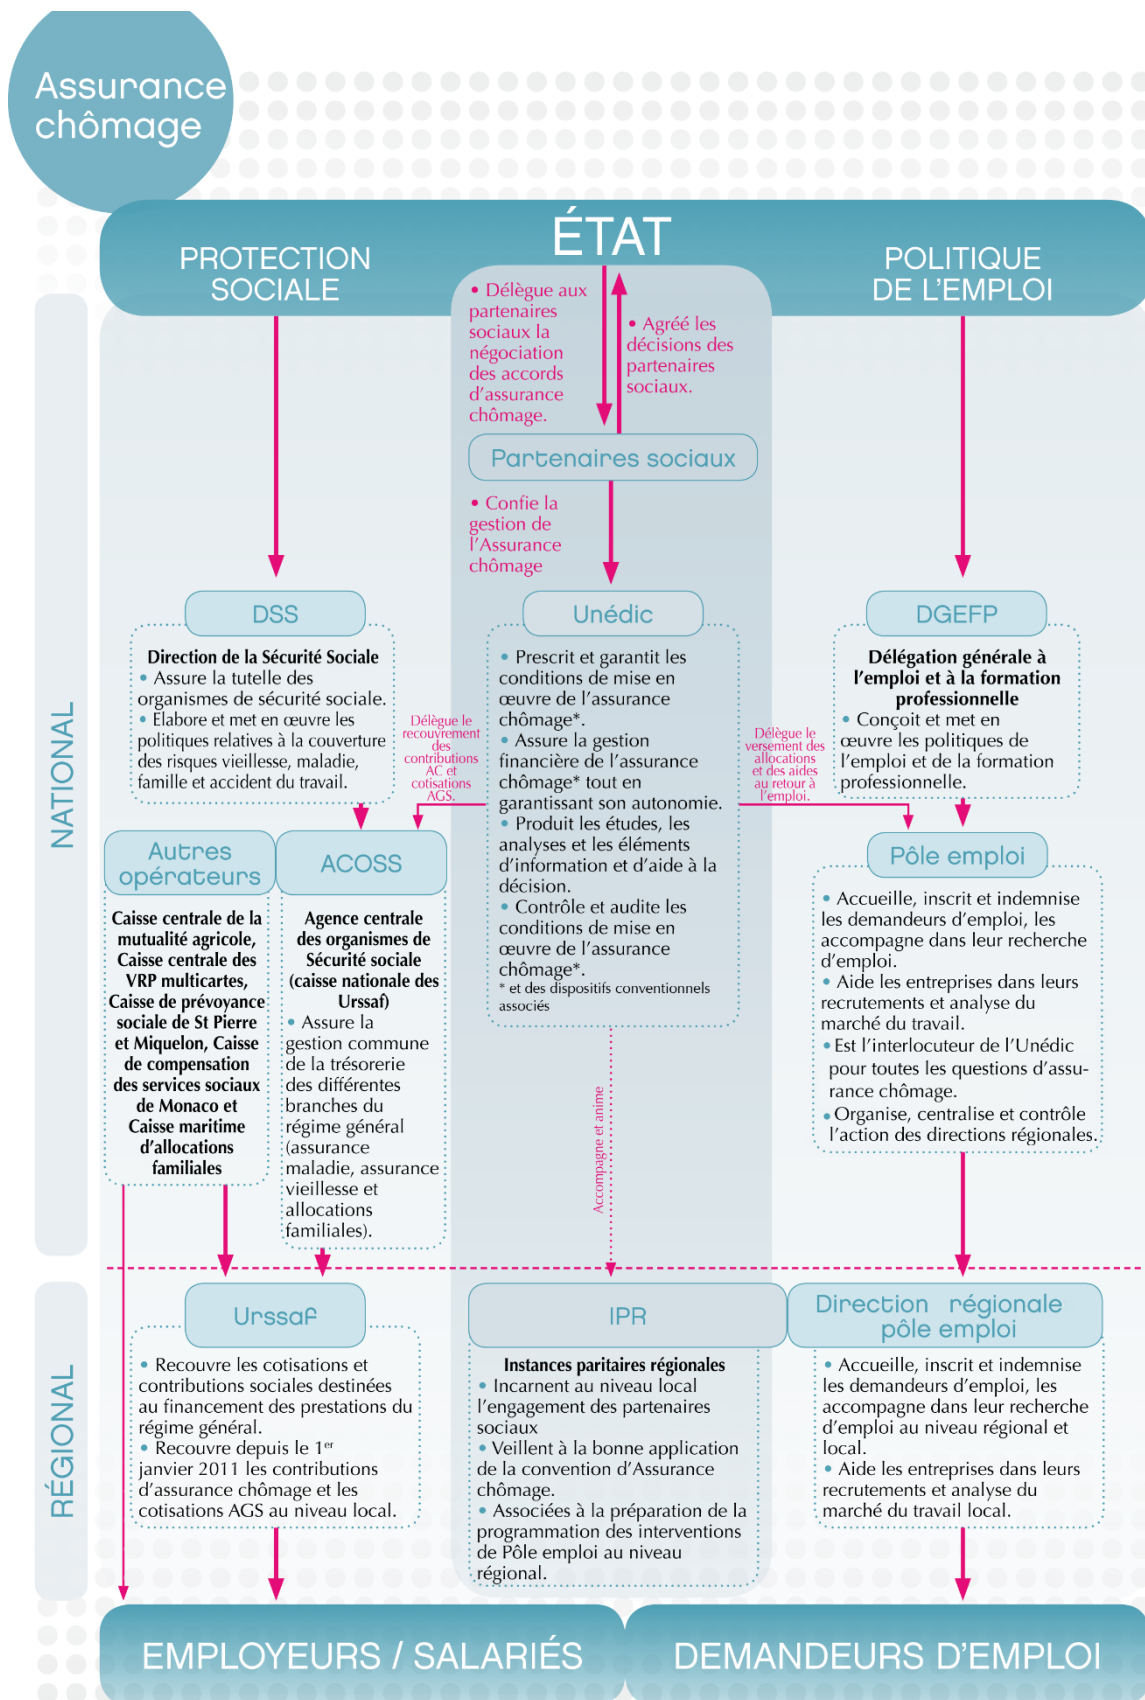 Assurance
chômage
ÉTAT
PROTECTION
SOCIALE
POLITIQUE
DE L'EMPLOI
NATIONAL
• Délègue aux
partenaires
sociaux la
négociation
des accords
d'assurance
chômage.
• Agréé les
décisions des
partenaires
sociaux.
Partenaires sociaux
• Confie la
gestion de
l'Assurance
chômage
DSS
Direction de la Sécurité Sociale
• Assure la tutelle des
organismes de sécurité sociale.
• Elabore et met en œuvre les
politiques relatives à la couverture
des risques vieillesse, maladie,
famille et accident du travail.
Délègue le
recouvrement
des
contributions
AC et
cotisations
AGS.
Unédic
• Prescrit et garantit les
conditions de mise en
œuvre de l'assurance
chômage*.
• Assure la gestion
financière de l'assurance
chômage* tout en
garantissant son autonomie.
• Produit les études, les
analyses et les éléments
d'information et d'aide à la
décision.
• Contrôle et audite les
conditions de mise en
œuvre de l'assurance
chômage*.
* et des dispositifs conventionnels
associés
Délègue le
versement des
allocations
et des aides
au retour à
l'emploi.
DGEFP
Délégation générale à
l'emploi et à la formation
professionnelle
• Conçoit et met en
œuvre les politiques de
l'emploi et de la formation
professionnelle.
Autres
opérateurs
Caisse centrale de la
mutualité agricole,
Caisse centrale des
VRP multicartes,
Caisse de prévoyance
sociale de St Pierre
et Miquelon, Caisse
de compensation
des services sociaux
de Monaco et
Caisse maritime
d'allocations
familiales
ACOSS
Agence centrale
des organismes de
Sécurité sociale
(caisse nationale des
Urssaf)
• Assure la
gestion commune
de la trésorerie
des différentes
branches du
régime général
(assurance
maladie, assurance
vieillesse et
allocations
familiales).
Accompagne et anime
Pôle emploi
• Accueille, inscrit et indemnise
les demandeurs d'emploi, les
accompagne dans leur recherche
d'emploi.
• Aide les entreprises dans leurs
recrutements et analyse du
marché du travail.
• Est l'interlocuteur de l'Unédic
pour toutes les questions d'assu-
rance chômage.
• Organise, centralise et contrôle
l'action des directions régionales.
RÉGIONAL
Urssaf
• Recouvre les cotisations et
contributions sociales destinées
au financement des prestations du
régime général.
• Recouvre depuis le 1er
janvier 2011 les contributions
d'assurance chômage et les
cotisations AGS au niveau local.
IPR
Instances paritaires régionales
• Incarnent au niveau local
l'engagement des partenaires
sociaux
• Veillent à la bonne application
de la convention d'Assurance
chômage.
• Associées à la préparation de la
programmation des interventions
de Pôle emploi au niveau
régional.
Direction régionale
pôle emploi
• Accueille, inscrit et indemnise
les demandeurs d'emploi, les
accompagne dans leur recherche
d'emploi au niveau régional et
local.
• Aide les entreprises dans leurs
recrutements et analyse du
marché du travail local.
EMPLOYEURS / SALARIÉS
DEMANDEURS D'EMPLOI